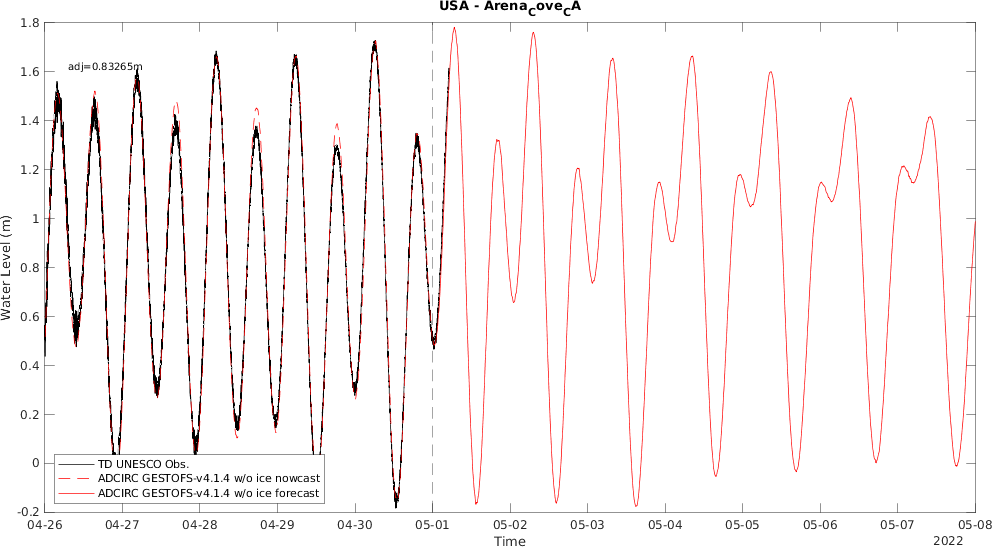 USA - ArenaCoveCA
adj=0.83265m
1.8
1.6
1.4
1.2
1
0.8
0.6
0.4
0.2
0
-0.2
Water Level (m)
TD UNESCO Obs.
ADCIRC GESTOFS-v4.1.4 w/o ice nowcast
ADCIRC GESTOFS-v4.1.4 w/o ice forecast
04-26 04-27 04-28 04-29 04-30 05-01 05-02 05-03 05-04 05-05 05-06 05-07 05-08
Time
2022